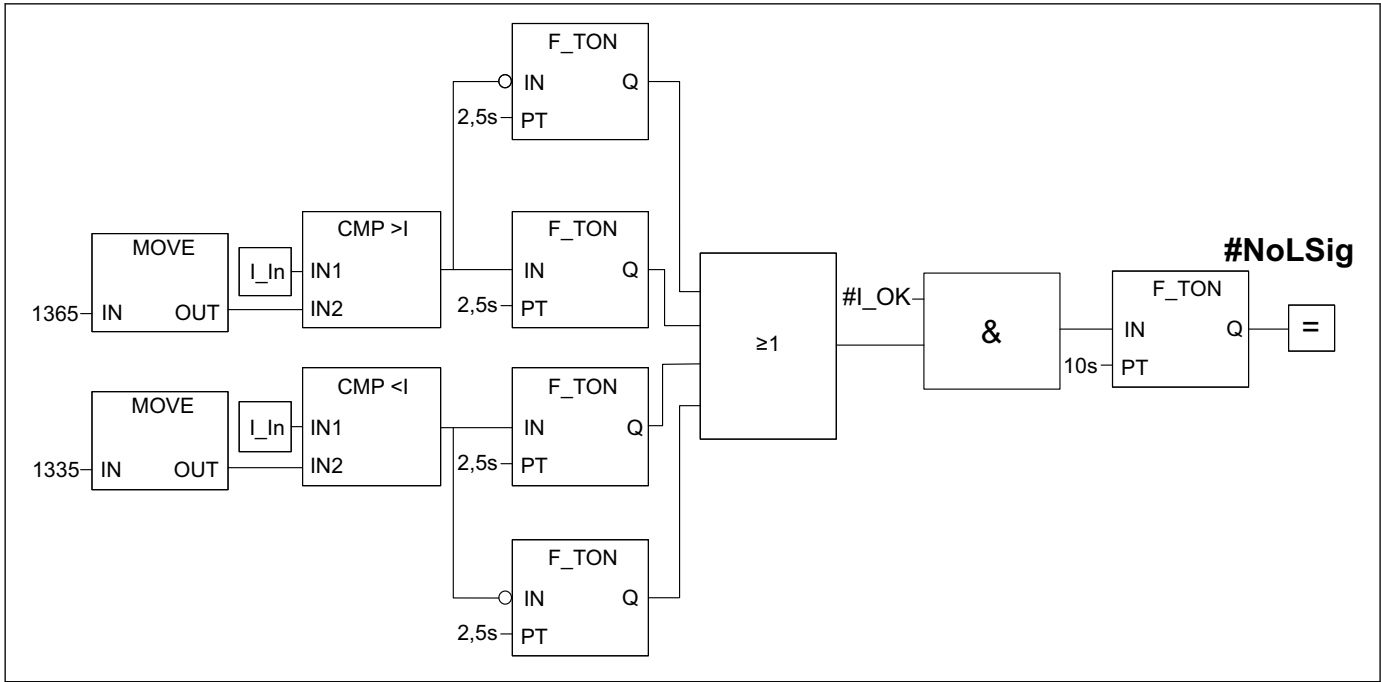 F_TON
IN Q
2,5s PT
MOVE
1365 IN OUT
CMP >I
I_In IN1
IN2
F_TON
IN Q
2,5s PT
MOVE
1335 IN OUT
CMP <I
I_In IN1
IN2
F_TON
IN Q
2,5s PT
F_TON
IN Q
2,5s PT
≥1
#I_OK
&
#NoLSig
F_TON
IN Q
10s PT
=